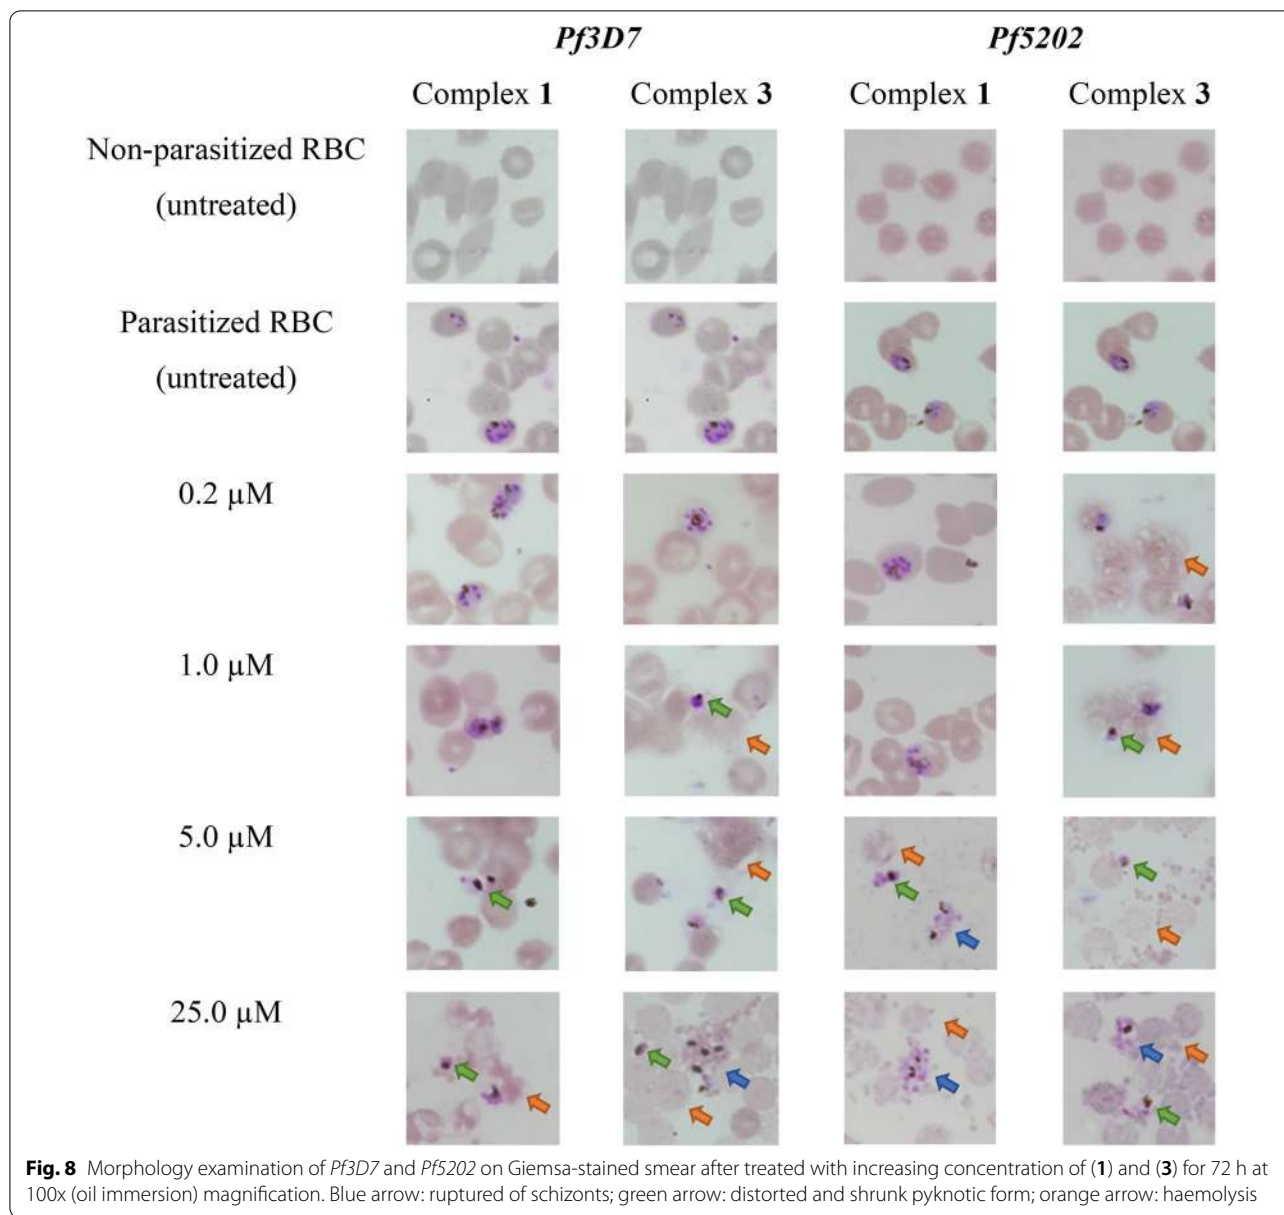 Pf3D7 Pf5202
Complex 1 Complex 3 Complex 1 Complex 3
Non-parasitized RBC
(untreated)
Parasitized RBC
(untreated)
0.2 µM
1.0 µM
5.0 µM
25.0 µM
Fig. 8 Morphology examination of Pf3D7 and Pf5202 on Giemsa-stained smear after treated with increasing concentration of (1) and (3) for 72 h at
100x (oil immersion) magnification. Blue arrow: ruptured of schizonts; green arrow: distorted and shrunk pyknotic form; orange arrow: haemolysis